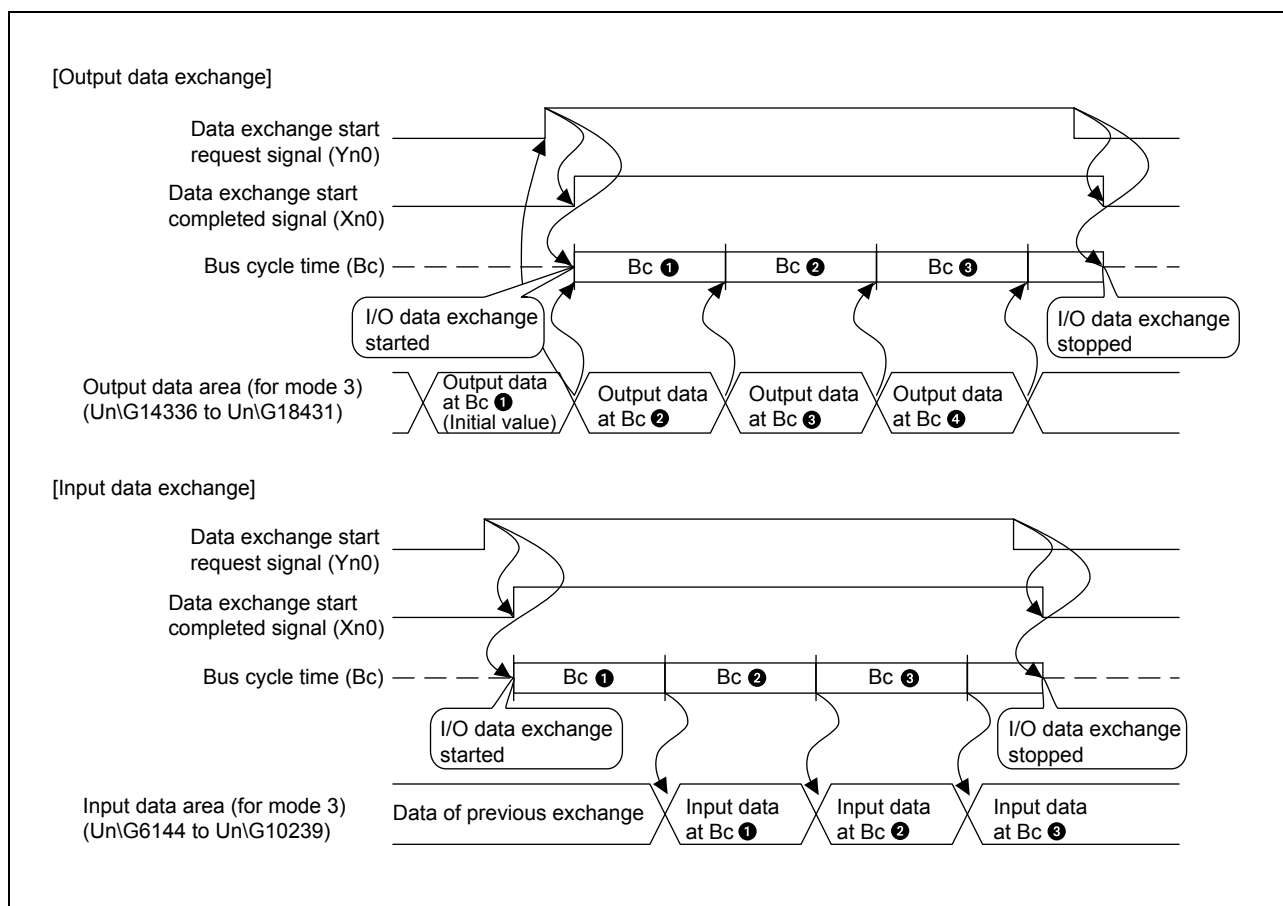 [Output data exchange]
Data exchange start
request signal (Yn0)
Data exchange start
completed signal (Xn0)
Bus cycle time (Bc)
Bc ❶
Bc ❷
Bc ❸
I/O data exchange
started
I/O data exchange
stopped
Output data area (for mode 3)
(Un\G14336 to Un\G18431)
Output data
at Bc ❶
(Initial value)
Output data
at Bc ❷
Output data
at Bc ❸
Output data
at Bc ❹
[Input data exchange]
Data exchange start
request signal (Yn0)
Data exchange start
completed signal (Xn0)
Bus cycle time (Bc)
Bc ❶
Bc ❷
Bc ❸
I/O data exchange
started
I/O data exchange
stopped
Input data area (for mode 3)
(Un\G6144 to Un\G10239)
Data of previous exchange
Input data
at Bc ❶
Input data
at Bc ❷
Input data
at Bc ❸